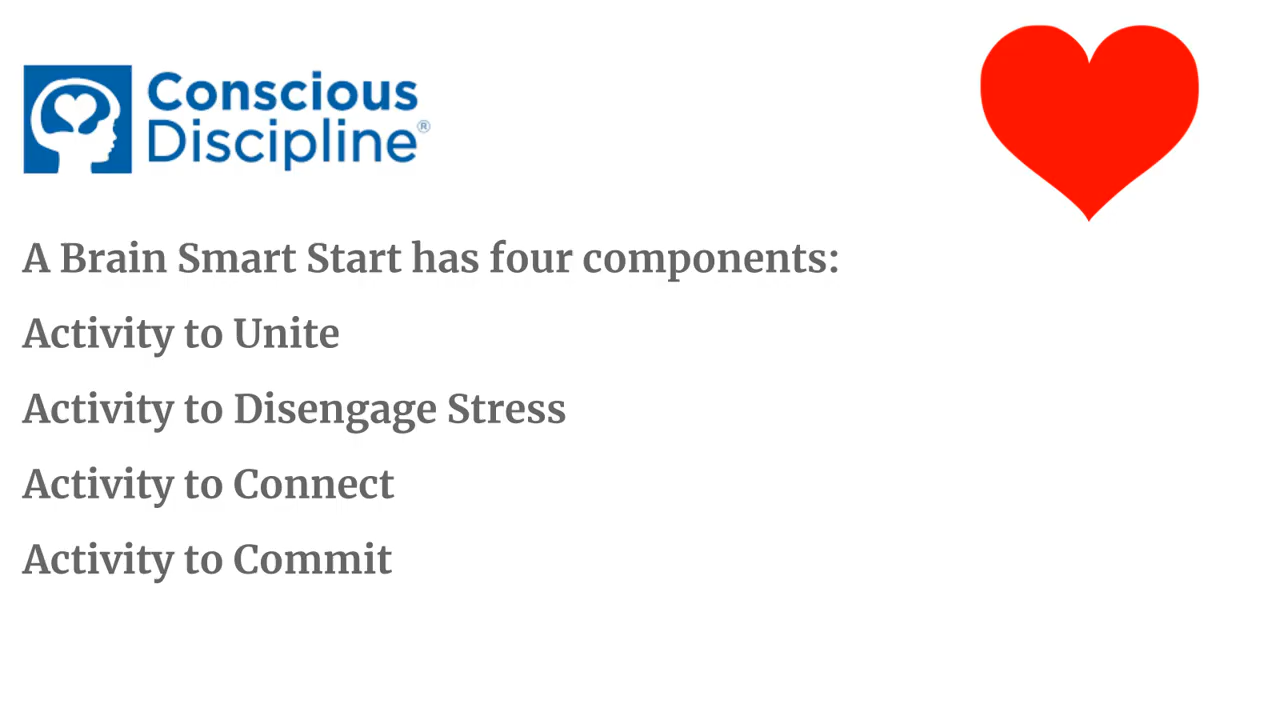 Conscious
Discipline®
A Brain Smart Start has four components:
Activity to Unite
Activity to Disengage Stress
Activity to Connect
Activity to Commit